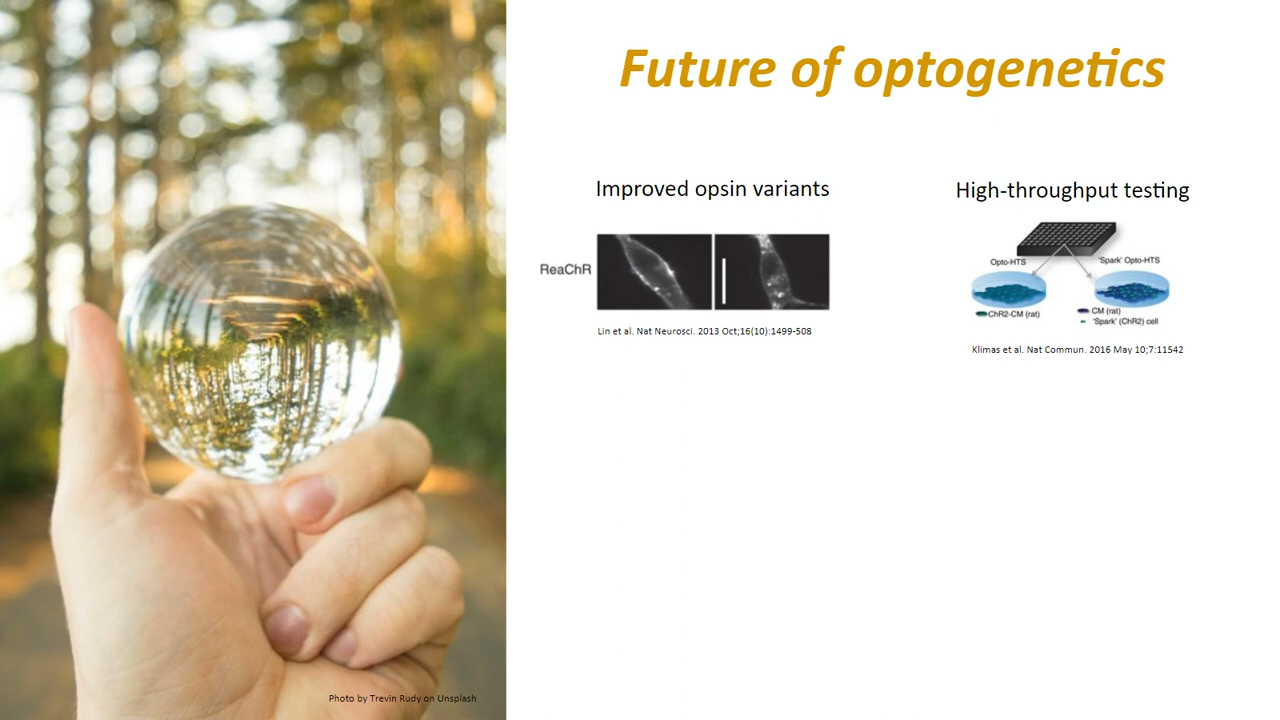 Future of optogenetics
Improved opsin variants
ReaChR
Lin et al. Nat Neurosci. 2013 Oct;16(10):1499-508
High-throughput testing
Opto-HTS
'Spark' Opto-HTS
ChR2-CM (rat)
CM (rat)
'Spark' (ChR2) cell
Klimas et al. Nat Commun. 2016 May 10;7:11542
Photo by Trevin Rudy on Unsplash